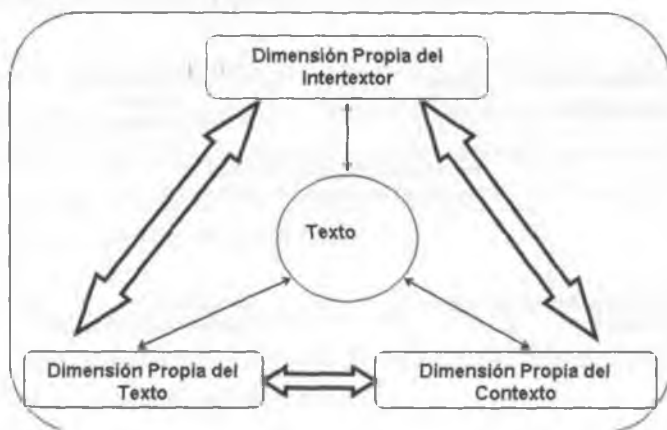 Dimensión Propia del
Intertextor
Texto
Dimensión Propia del
Texto
Dimensión Propia del
Contexto